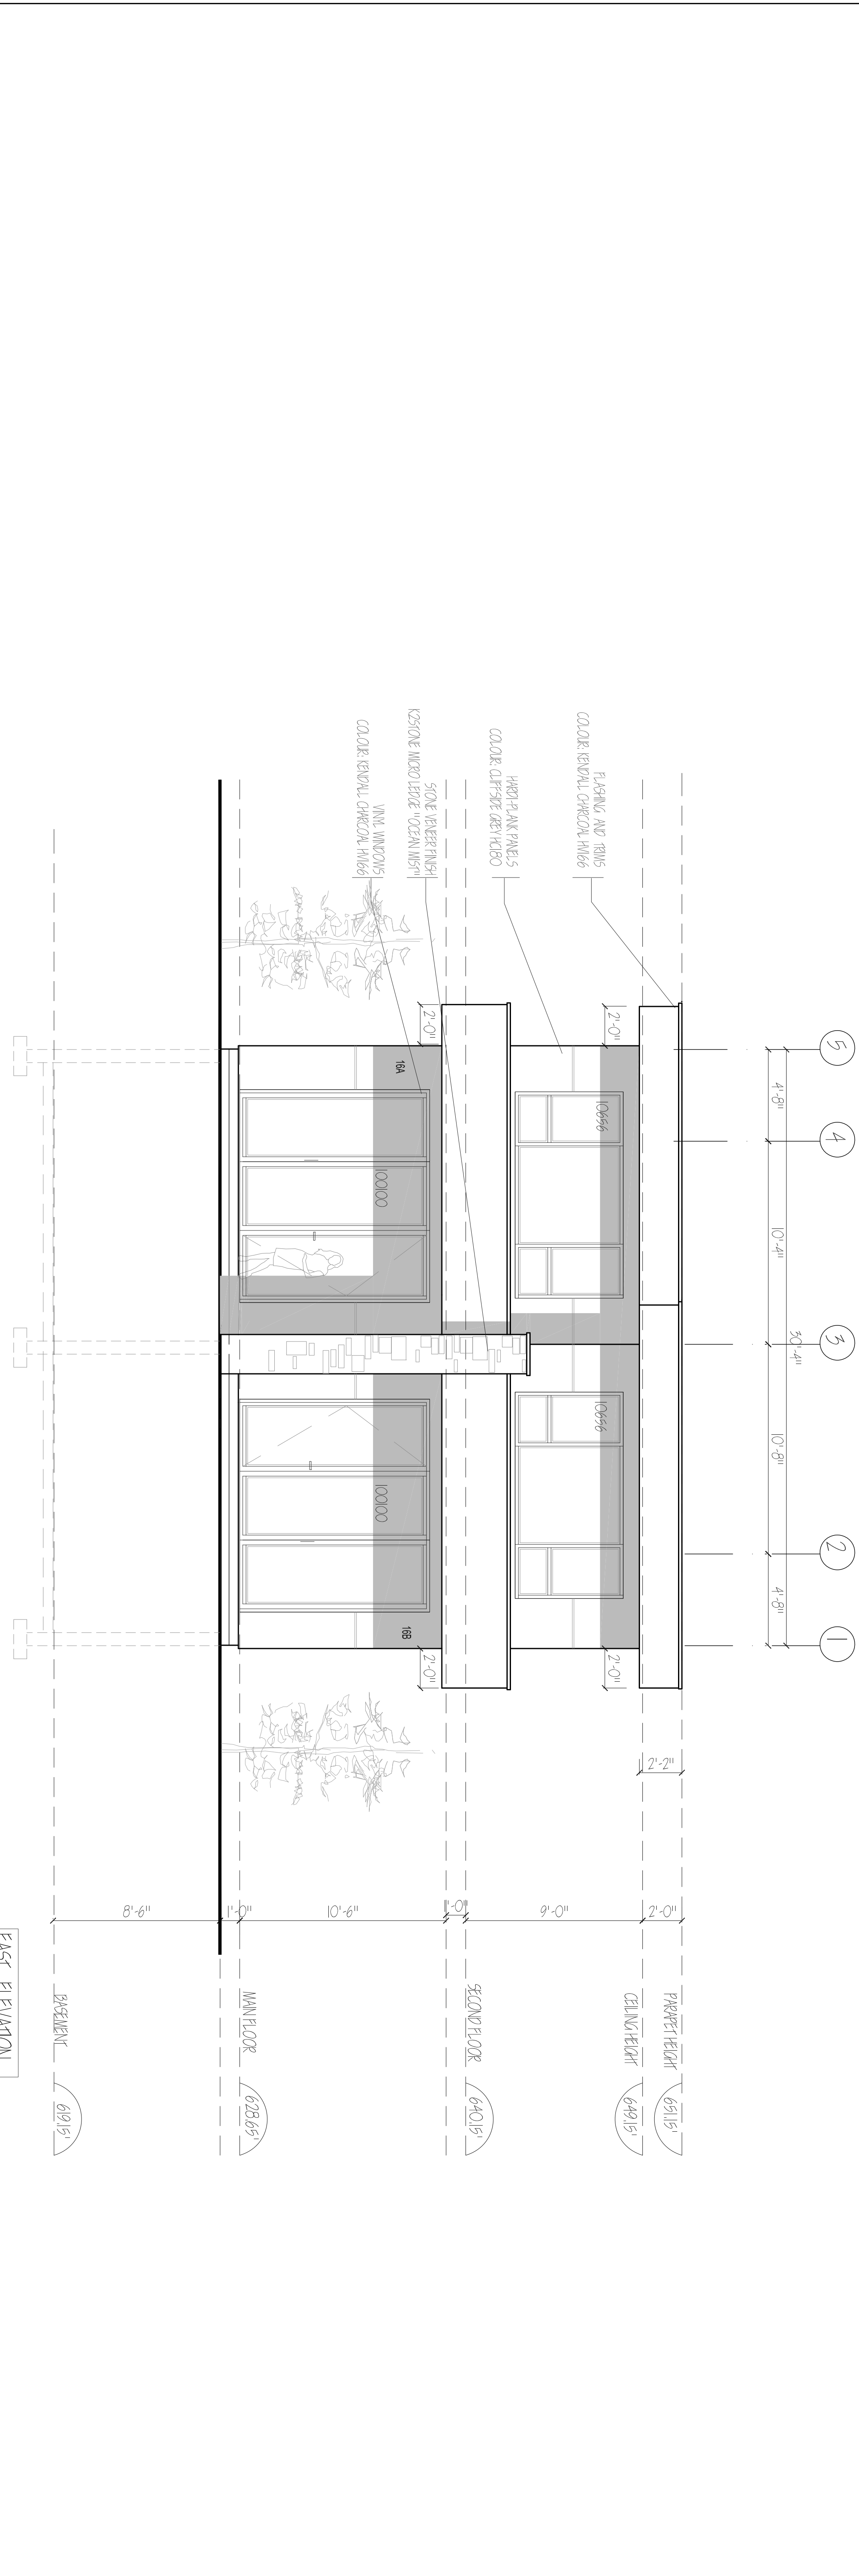 5
4
3
2
1
4'-8"
10'-4"
10'-8"
4'-8"
30'-4"
FLASHING AND TRIMS
COLOUR: KENDALL CHARCOAL HV166
HARDI-PLANK PANELS
COLOUR: CLIFFSIDE GREY HC180
STONE VENEER FINISH
K2STONE MICRO LEDGE "OCEAN MIST"
VINYL WINDOWS
COLOUR: KENDALL CHARCOAL HV166
2'-0"
2'-0"
2'-2"
10656
10656
2'-0"
2'-0"
16A
100100
100100
16B
2'-0"
9'-0"
1'-0"
10'-6"
1'-0"
8'-6"
PARAPET HEIGHT
651.15'
CEILING HEIGHT
649.15'
SECOND FLOOR
640.15'
MAIN FLOOR
628.65'
BASEMENT
619.15'
EAST ELEVATION